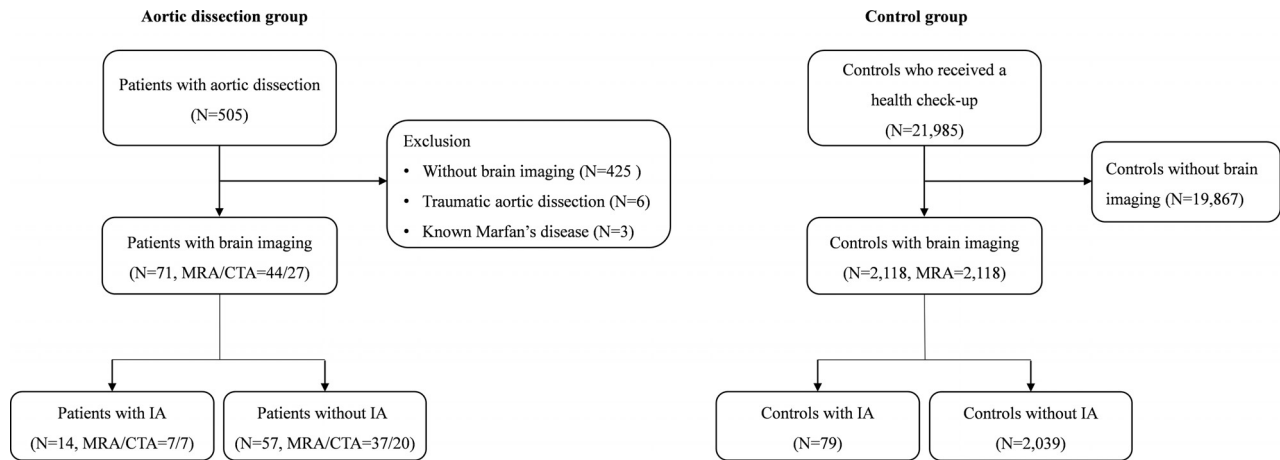 Aortic dissection group
Patients with aortic dissection
(N=505)
Exclusion
• Without brain imaging (N=425 )
• Traumatic aortic dissection (N=6)
• Known Marfan’s disease (N=3)
Patients with brain imaging
(N=71, MRA/CTA=44/27)
Patients with IA
(N=14, MRA/CTA=7/7)
Patients without IA
(N=57, MRA/CTA=37/20)
Control group
Controls who received a
health check-up
(N=21,985)
Controls without brain
imaging (N=19,867)
Controls with brain imaging
(N=2,118, MRA=2,118)
Controls with IA
(N=79)
Controls without IA
(N=2,039)